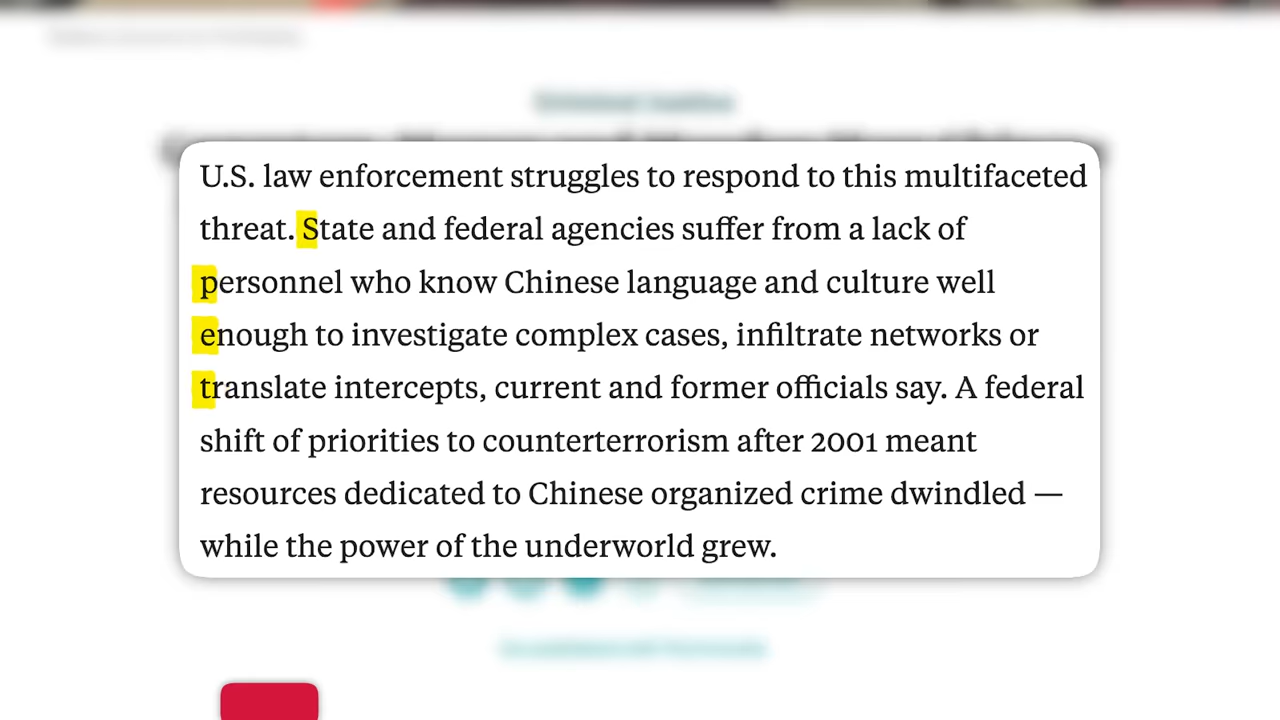 U.S. law enforcement struggles to respond to this multifaceted
threat. State and federal agencies suffer from a lack of
personnel who know Chinese language and culture well
enough to investigate complex cases, infiltrate networks or
translate intercepts, current and former officials say. A federal
shift of priorities to counterterrorism after 2001 meant
resources dedicated to Chinese organized crime dwindled —
while the power of the underworld grew.